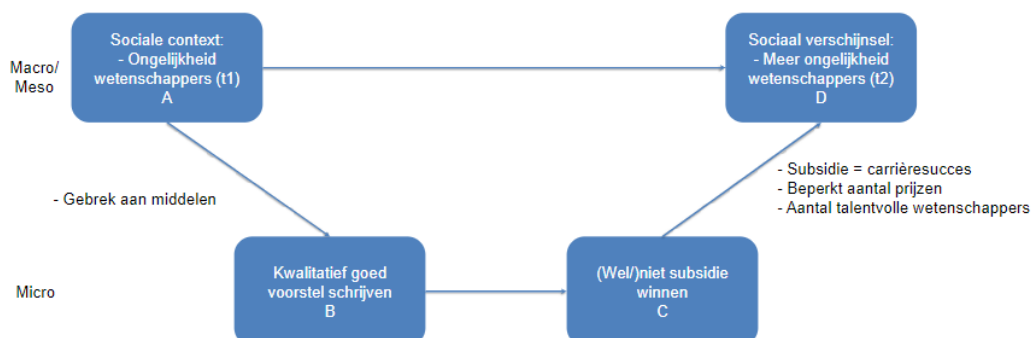 Sociale context:
- Ongelijkheid
wetenschappers (t1)
A
Sociaal verschijnsel:
- Meer ongelijkheid
wetenschappers (t2)
D
Macro/
Meso
- Gebrek aan middelen
- Subsidie = carrièresucces
- Beperkt aantal prijzen
- Aantal talentvolle wetenschappers
Micro
Kwalitatief goed
voorstel schrijven
B
(Wel/)niet subsidie
winnen
C